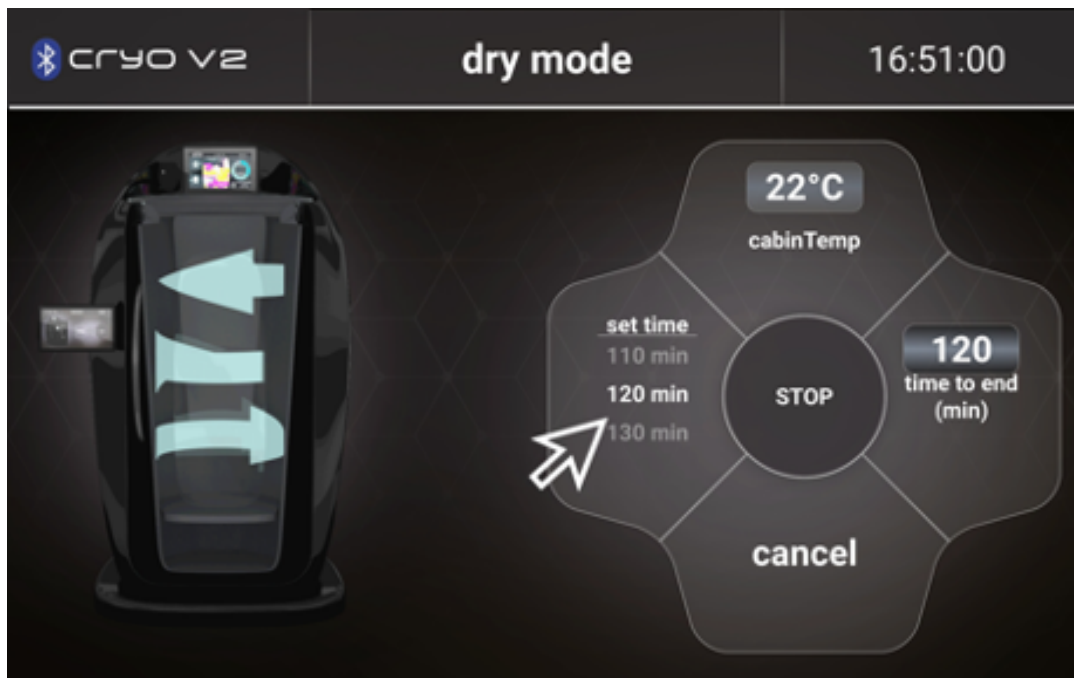 CRYO V2
dry mode
16:51:00
22°C
cabinTemp
set time
110 min
120 min
130 min
STOP
120
time to end
(min)
cancel